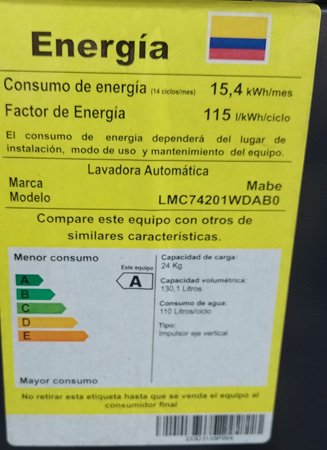 Energía
Consumo de energía (14 ciclos/mes) 15,4 kWh/mes
Factor de Energía 115 l/kWh/ciclo
El consumo de energía dependerá del lugar de
instalación, modo de uso y mantenimiento del equipo.
Lavadora Automática
Marca Mabe
Modelo LMC74201WDAB0
Compare este equipo con otros de
similares características.
Menor consumo
Este equipo
A
A
B
C
D
E
Mayor consumo
Capacidad de carga:
24 Kg
Capacidad volumétrica:
130,1 Litros
Consumo de agua:
110 Litros/ciclo
Tipo:
Impulsor eje vertical
No retirar esta etiqueta hasta que se venda el equipo al
consumidor final